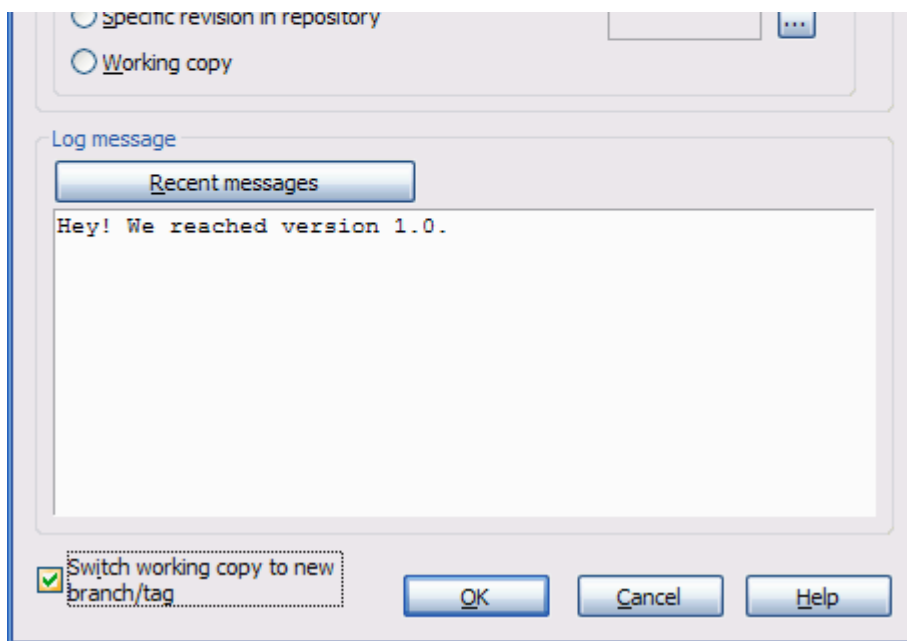 Specific revision in repository
...
Working copy
Log message
Recent messages
Hey! We reached version 1.0.
Switch working copy to new
branch/tag
OK
Cancel
Help